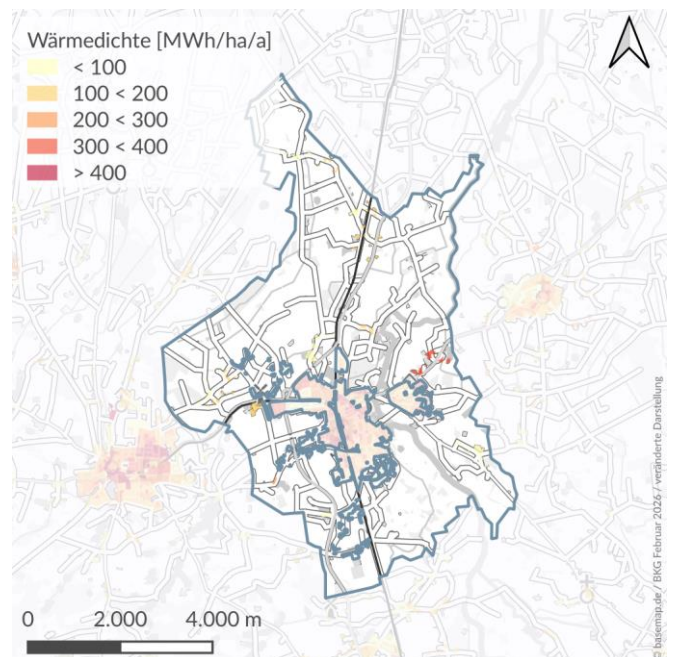 Wärmedichte [MWh/ha/a]
< 100
100 < 200
200 < 300
300 < 400
> 400
© basemap.de / BKG Februar 2026 / veränderte Darstellung
0 2.000 4.000 m